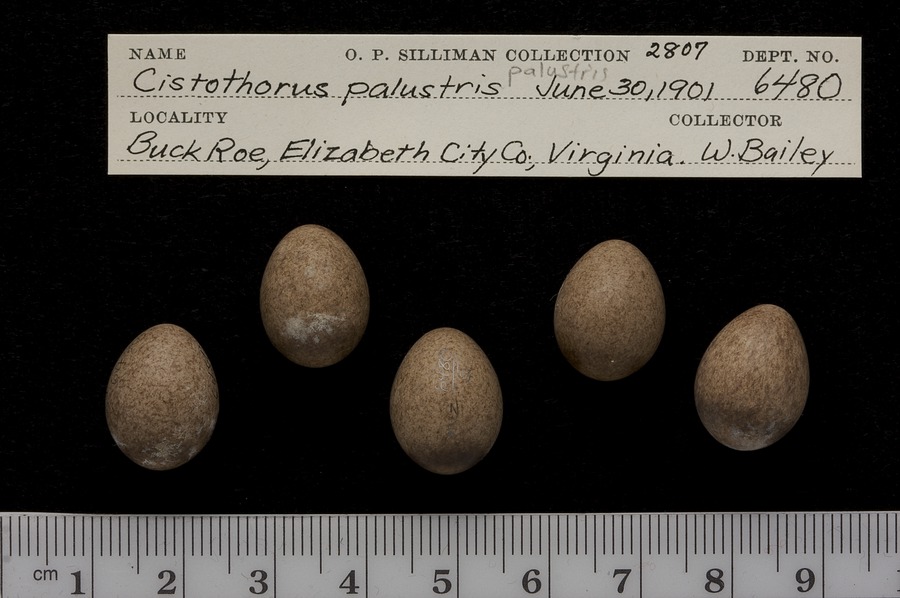 NAME O. P. SILLIMAN COLLECTION 2807 DEPT. NO.
palustris
Cistothorus palustris June 30, 1901 6480
LOCALITY COLLECTOR
Buck Roe, Elizabeth City Co., Virginia. W. Bailey
cm 1 2 3 4 5 6 7 8 9